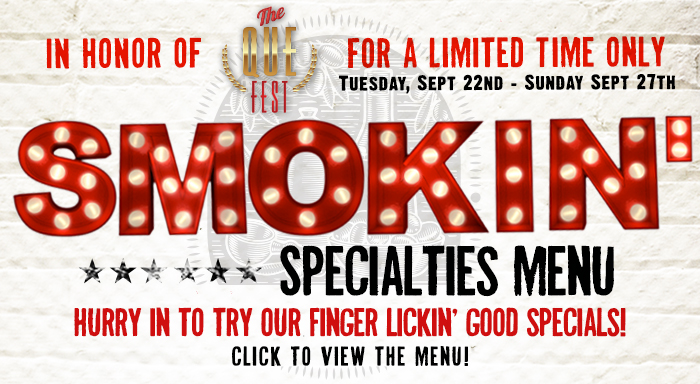 IN HONOR OF The QUE FEST FOR A LIMITED TIME ONLY
TUESDAY, SEPT 22ND - SUNDAY SEPT 27TH
SMOKIN'
SPECIALTIES MENU
HURRY IN TO TRY OUR FINGER LICKIN' GOOD SPECIALS!
CLICK TO VIEW THE MENU!